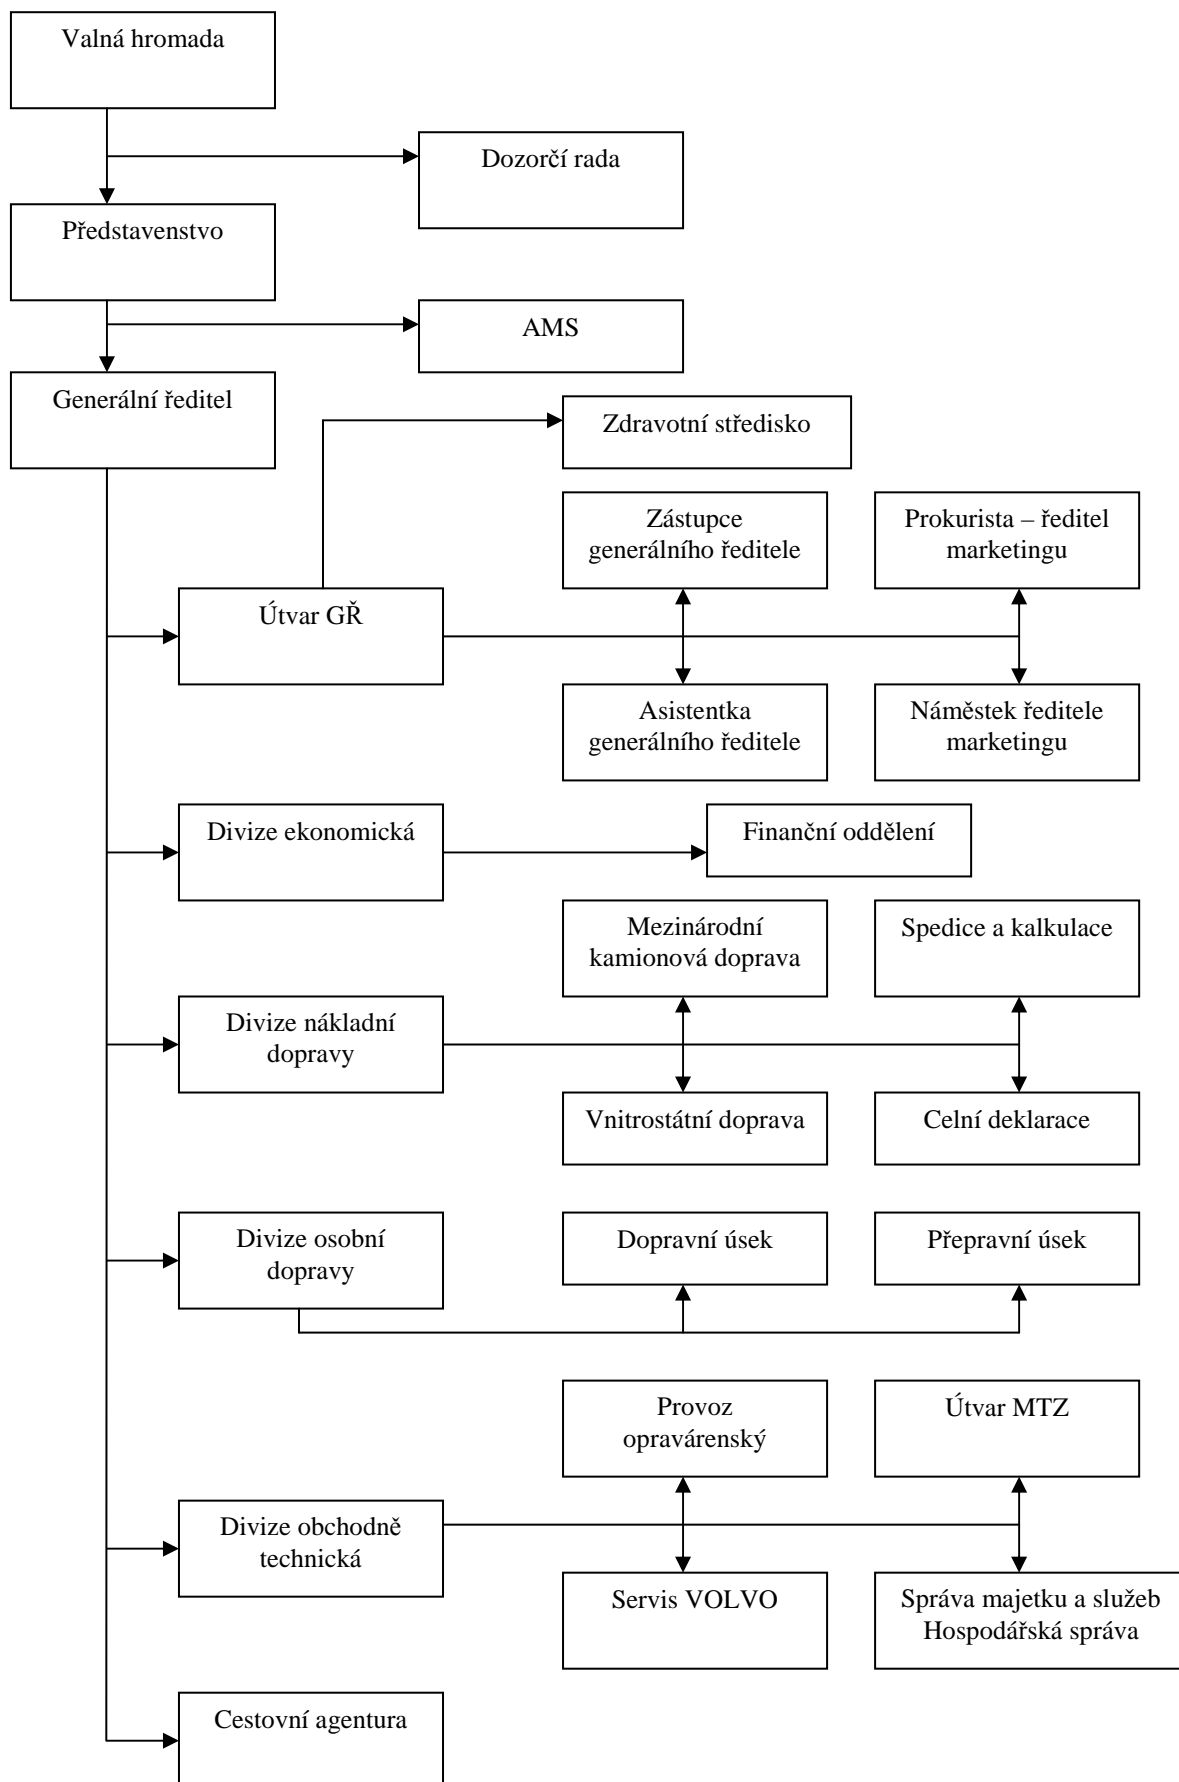 Valná hromada
Dozorčí rada
Představenstvo
AMS
Generální ředitel
Zdravotní středisko
Zástupce
generálního ředitele
Prokurista – ředitel
marketingu
Útvar GŘ
Asistentka
generálního ředitele
Náměstek ředitele
marketingu
Divize ekonomická
Finanční oddělení
Mezinárodní
kamionová doprava
Spedice a kalkulace
Divize nákladní
dopravy
Vnitrostátní doprava
Celní deklarace
Divize osobní
dopravy
Dopravní úsek
Přepravní úsek
Provoz
opravárenský
Útvar MTZ
Divize obchodně
technická
Servis VOLVO
Správa majetku a služeb
Hospodářská správa
Cestovní agentura